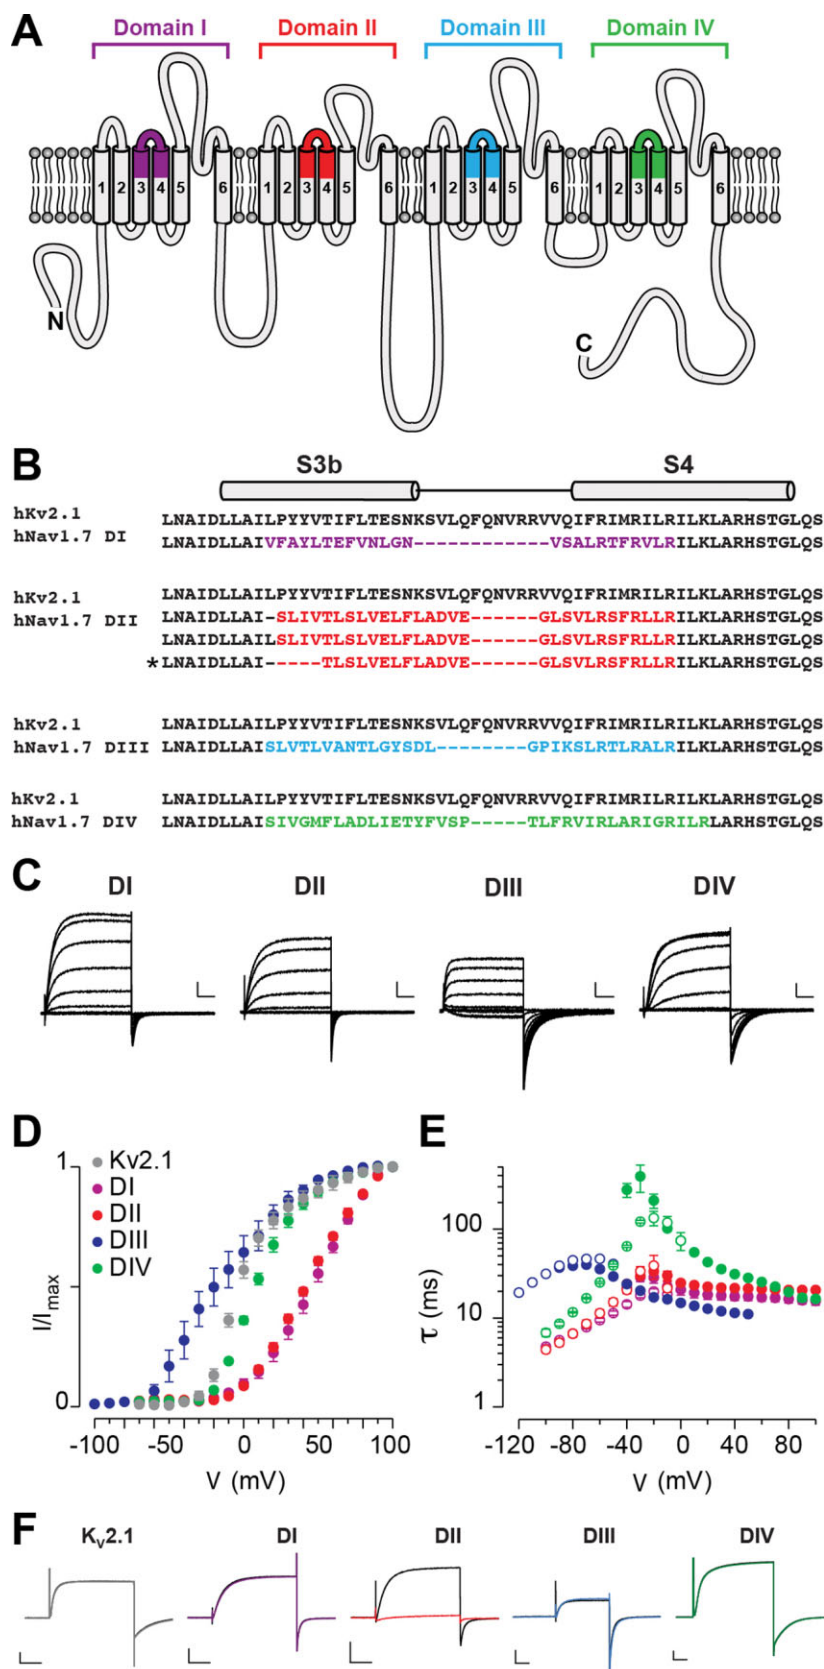 A
Domain I Domain II Domain III Domain IV
1 2 3 4 5 6 1 2 3 4 5 6 1 2 3 4 5 6 1 2 3 4 5 6
N
C
B
S3b S4
hKv2.1 LNAIDLLAILPYYVTIFLTESNKSVLQFQNVRRVVQIFRIMRILRILKLARHSTGLQS
hNav1.7 DI LNAIDLLAIVFAYLTEFVNLGN------------VSALRTFRVLRILKLARHSTGLQS
hKv2.1 LNAIDLLAILPYYVTIFLTESNKSVLQFQNVRRVVQIFRIMRILRILKLARHSTGLQS
hNav1.7 DII LNAIDLLAI-SLIVTLSLVELFLADVE------GLSVLRSFRLLRILKLARHSTGLQS
LNAIDLLAILSLIVTLSLVELFLADVE------GLSVLRSFRLLRILKLARHSTGLQS
*LNAIDLLAI-----TLSLVELFLADVE------GLSVLRSFRLLRILKLARHSTGLQS
hKv2.1 LNAIDLLAILPYYVTIFLTESNKSVLQFQNVRRVVQIFRIMRILRILKLARHSTGLQS
hNav1.7 DIII LNAIDLLAISLVTLVANTLGYSDL--------GPIKSLRTLRALRILKLARHSTGLQS
hKv2.1 LNAIDLLAILPYYVTIFLTESNKSVLQFQNVRRVVQIFRIMRILRILKLARHSTGLQS
hNav1.7 DIV LNAIDLLAISIVGMFLADLIETYFVSP-----TLFRVIRLARIGRILRLARHSTGLQS
C
DI DII DIII DIV
D
1
Kv2.1
DI
DII
DIII
DIV
I/Imax
0
-100 -50 0 50 100
V (mV)
E
100
10
1
τ (ms)
-120 -80 -40 0 40 80
V (mV)
F
Kv2.1 DI DII DIII DIV